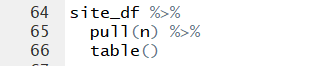 64 site_df %>%
65   pull(n) %>%
66   table()